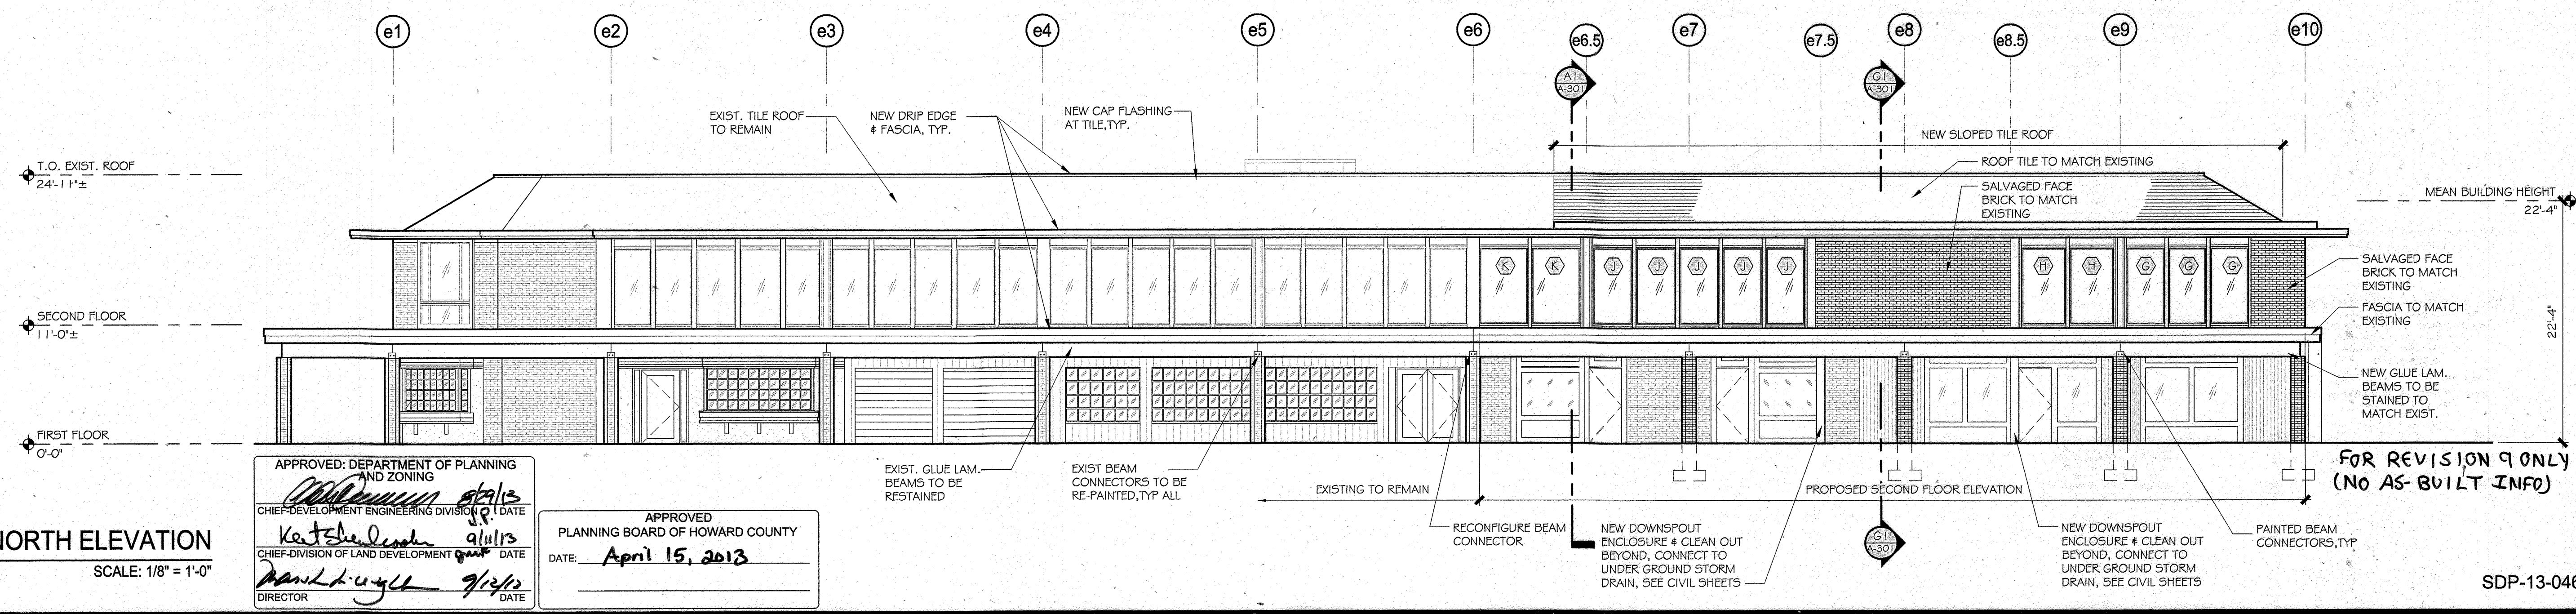 e1
e2
e3
e4
e5
e6
e6.5
e7
e7.5
e8
e8.5
e9
e10
A1
A-301
G1
A-301
EXIST. TILE ROOF
TO REMAIN
NEW DRIP EDGE
& FASCIA, TYP.
NEW CAP FLASHING
AT TILE,TYP.
NEW SLOPED TILE ROOF
ROOF TILE TO MATCH EXISTING
SALVAGED FACE
BRICK TO MATCH
EXISTING
T.O. EXIST. ROOF
24'-11"±
MEAN BUILDING HEIGHT
22'-4"
K
K
J
J
J
J
J
H
H
G
G
G
SALVAGED FACE
BRICK TO MATCH
EXISTING
FASCIA TO MATCH
EXISTING
SECOND FLOOR
11'-0"±
22'-4"
NEW GLUE LAM.
BEAMS TO BE
STAINED TO
MATCH EXIST.
FIRST FLOOR
0'-0"
FOR REVISION 9 ONLY
(NO AS-BUILT INFO)
EXIST. GLUE LAM.
BEAMS TO BE
RESTAINED
EXIST BEAM
CONNECTORS TO BE
RE-PAINTED,TYP ALL
EXISTING TO REMAIN
PROPOSED SECOND FLOOR ELEVATION
RECONFIGURE BEAM
CONNECTOR
NEW DOWNSPOUT
ENCLOSURE & CLEAN OUT
BEYOND, CONNECT TO
UNDER GROUND STORM
DRAIN, SEE CIVIL SHEETS
G1
A-301
NEW DOWNSPOUT
ENCLOSURE & CLEAN OUT
BEYOND, CONNECT TO
UNDER GROUND STORM
DRAIN, SEE CIVIL SHEETS
PAINTED BEAM
CONNECTORS,TYP
APPROVED: DEPARTMENT OF PLANNING
AND ZONING
8/29/13
CHIEF-DEVELOPMENT ENGINEERING DIVISION DATE
9/11/13
CHIEF-DIVISION OF LAND DEVELOPMENT DATE
DIRECTOR DATE
APPROVED
PLANNING BOARD OF HOWARD COUNTY
DATE: April 15, 2013
NORTH ELEVATION
SCALE: 1/8" = 1'-0"
SDP-13-046